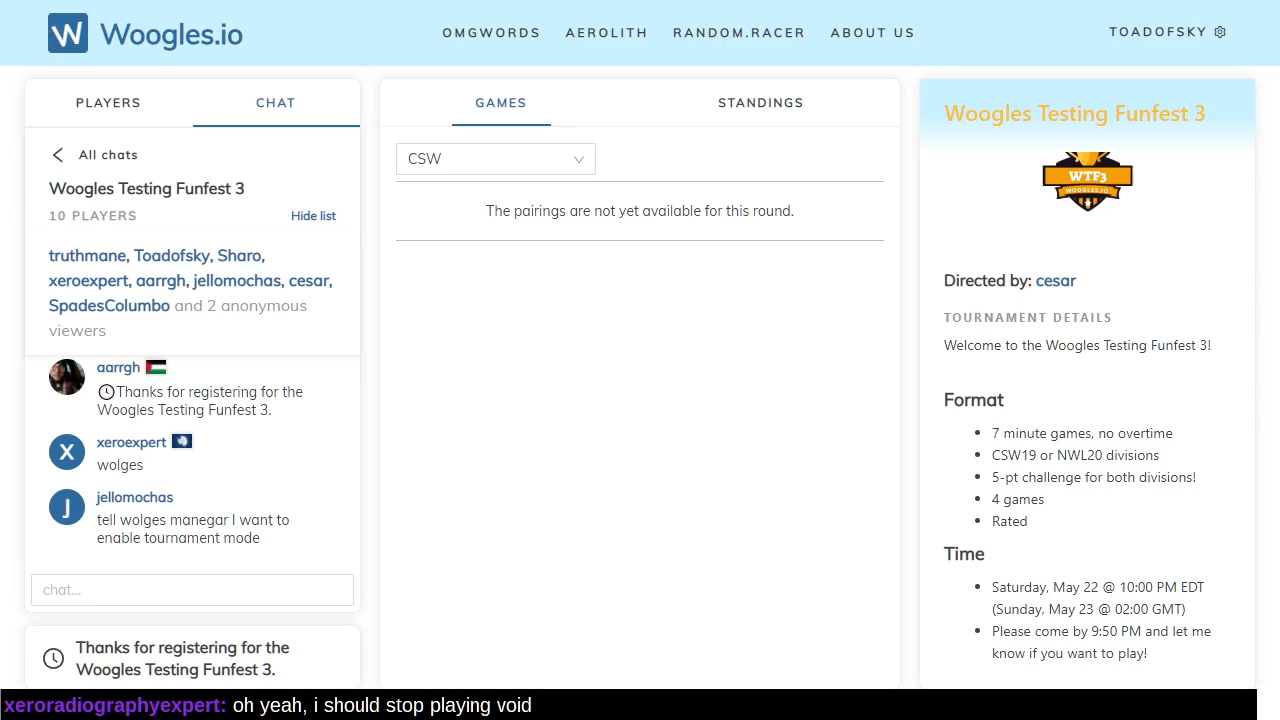 W Woogles.io
OMGWORDS AEROLITH RANDOM.RACER ABOUT US
TOADOFSKY
PLAYERS CHAT
All chats
Woogles Testing Funfest 3
10 PLAYERS Hide list
truthmane, Toadofsky, Sharo,
xeroexpert, aarrgh, jellomochas, cesar,
SpadesColumbo and 2 anonymous
viewers
aarrgh
Thanks for registering for the
Woogles Testing Funfest 3.
X xeroexpert
wolges
J jellomochas
tell wolges manegar I want to
enable tournament mode
chat...
Thanks for registering for the
Woogles Testing Funfest 3.
GAMES STANDINGS
CSW
The pairings are not yet available for this round.
Woogles Testing Funfest 3
WTF3
WOOGLES.IO
Directed by: cesar
TOURNAMENT DETAILS
Welcome to the Woogles Testing Funfest 3!
Format
• 7 minute games, no overtime
• CSW19 or NWL20 divisions
• 5-pt challenge for both divisions!
• 4 games
• Rated
Time
• Saturday, May 22 @ 10:00 PM EDT
(Sunday, May 23 @ 02:00 GMT)
• Please come by 9:50 PM and let me
know if you want to play!
xeroradiographyexpert: oh yeah, i should stop playing void